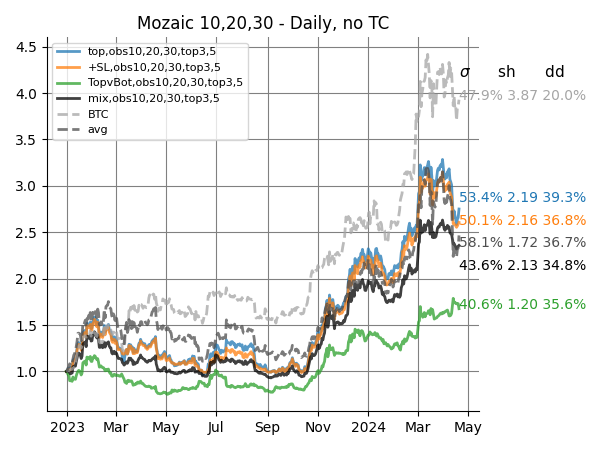 Mozaic 10,20,30 - Daily, no TC
top,obs10,20,30,top3,5
+SL,obs10,20,30,top3,5
TopvBot,obs10,20,30,top3,5
mix,obs10,20,30,top3,5
BTC
avg
σ sh dd
47.9% 3.87 20.0%
53.4% 2.19 39.3%
50.1% 2.16 36.8%
58.1% 1.72 36.7%
43.6% 2.13 34.8%
40.6% 1.20 35.6%
4.5
4.0
3.5
3.0
2.5
2.0
1.5
1.0
2023 Mar May Jul Sep Nov 2024 Mar May